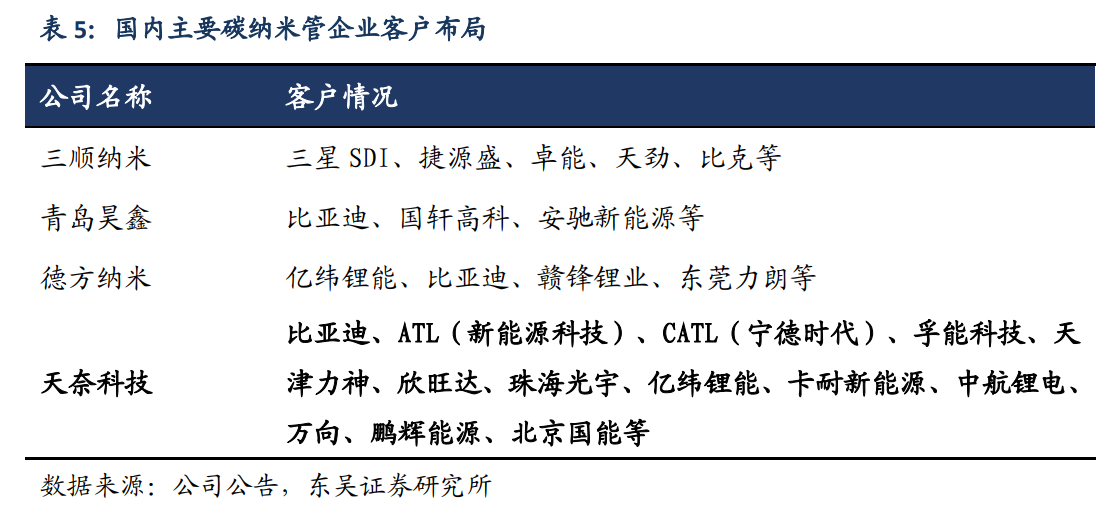 表 5：国内主要碳纳米管企业客户布局
公司名称 客户情况
三顺纳米 三星 SDI、捷源盛、卓能、天劲、比克等
青岛昊鑫 比亚迪、国轩高科、安驰新能源等
德方纳米 亿纬锂能、比亚迪、赣锋锂业、东莞力朗等
天奈科技 比亚迪、ATL（新能源科技）、CATL（宁德时代）、孚能科技、天
津力神、欣旺达、珠海光宇、亿纬锂能、卡耐新能源、中航锂电、
万向、鹏辉能源、北京国能等
数据来源：公司公告，东吴证券研究所